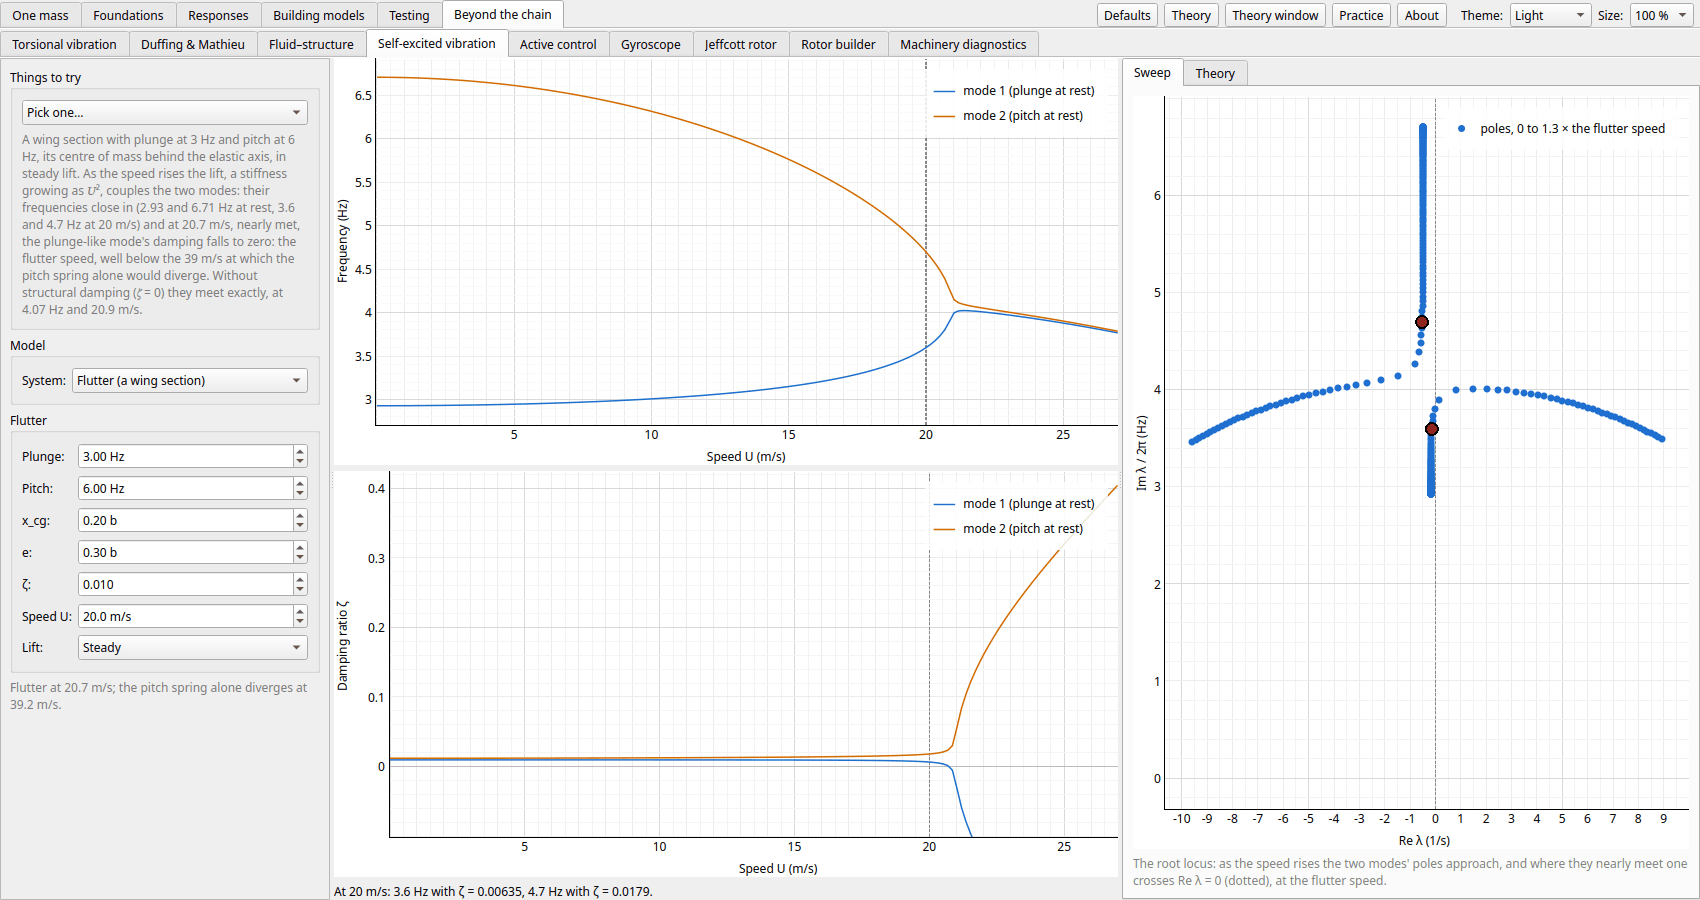 One mass
Foundations
Responses
Building models
Testing
Beyond the chain
Defaults
Theory
Theory window
Practice
About
Theme:
Light
Size:
100 %
Torsional vibration
Duffing & Mathieu
Fluid–structure
Self-excited vibration
Active control
Gyroscope
Jeffcott rotor
Rotor builder
Machinery diagnostics
Things to try
Pick one...
A wing section with plunge at 3 Hz and pitch at 6
Hz, its centre of mass behind the elastic axis, in
steady lift. As the speed rises the lift, a stiffness
growing as U², couples the two modes: their
frequencies close in (2.93 and 6.71 Hz at rest, 3.6
and 4.7 Hz at 20 m/s) and at 20.7 m/s, nearly met,
the plunge-like mode's damping falls to zero: the
flutter speed, well below the 39 m/s at which the
pitch spring alone would diverge. Without
structural damping (ζ = 0) they meet exactly, at
4.07 Hz and 20.9 m/s.
Model
System:
Flutter (a wing section)
Flutter
Plunge:
3.00 Hz
Pitch:
6.00 Hz
x_cg:
0.20 b
e:
0.30 b
ζ:
0.010
Speed U:
20.0 m/s
Lift:
Steady
Flutter at 20.7 m/s; the pitch spring alone diverges at
39.2 m/s.
Frequency (Hz)
6.5
6
5.5
5
4.5
4
3.5
3
5
10
15
20
25
Speed U (m/s)
mode 1 (plunge at rest)
mode 2 (pitch at rest)
Damping ratio ζ
0.4
0.3
0.2
0.1
0
5
10
15
20
25
Speed U (m/s)
mode 1 (plunge at rest)
mode 2 (pitch at rest)
At 20 m/s: 3.6 Hz with ζ = 0.00635, 4.7 Hz with ζ = 0.0179.
Sweep
Theory
poles, 0 to 1.3 × the flutter speed
Im λ / 2π (Hz)
6
5
4
3
2
1
0
-10
-9
-8
-7
-6
-5
-4
-3
-2
-1
0
1
2
3
4
5
6
7
8
9
Re λ (1/s)
The root locus: as the speed rises the two modes' poles approach, and where they nearly meet one
crosses Re λ = 0 (dotted), at the flutter speed.